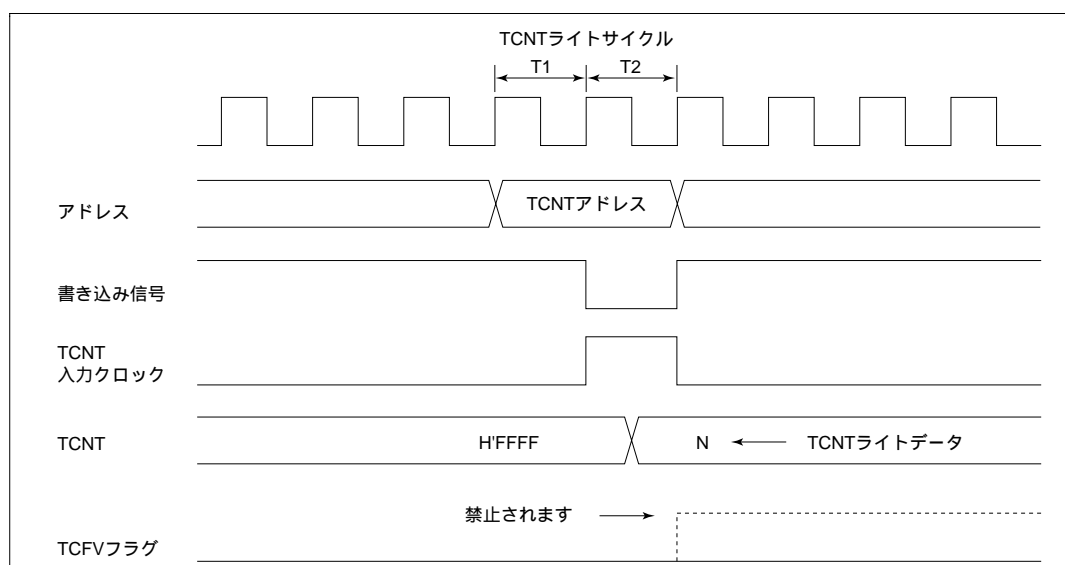 TCNTライトサイクル
T1 T2
アドレス TCNTアドレス
書き込み信号
TCNT
入力クロック
TCNT H'FFFF N TCNTライトデータ
禁止されます
TCFVフラグ